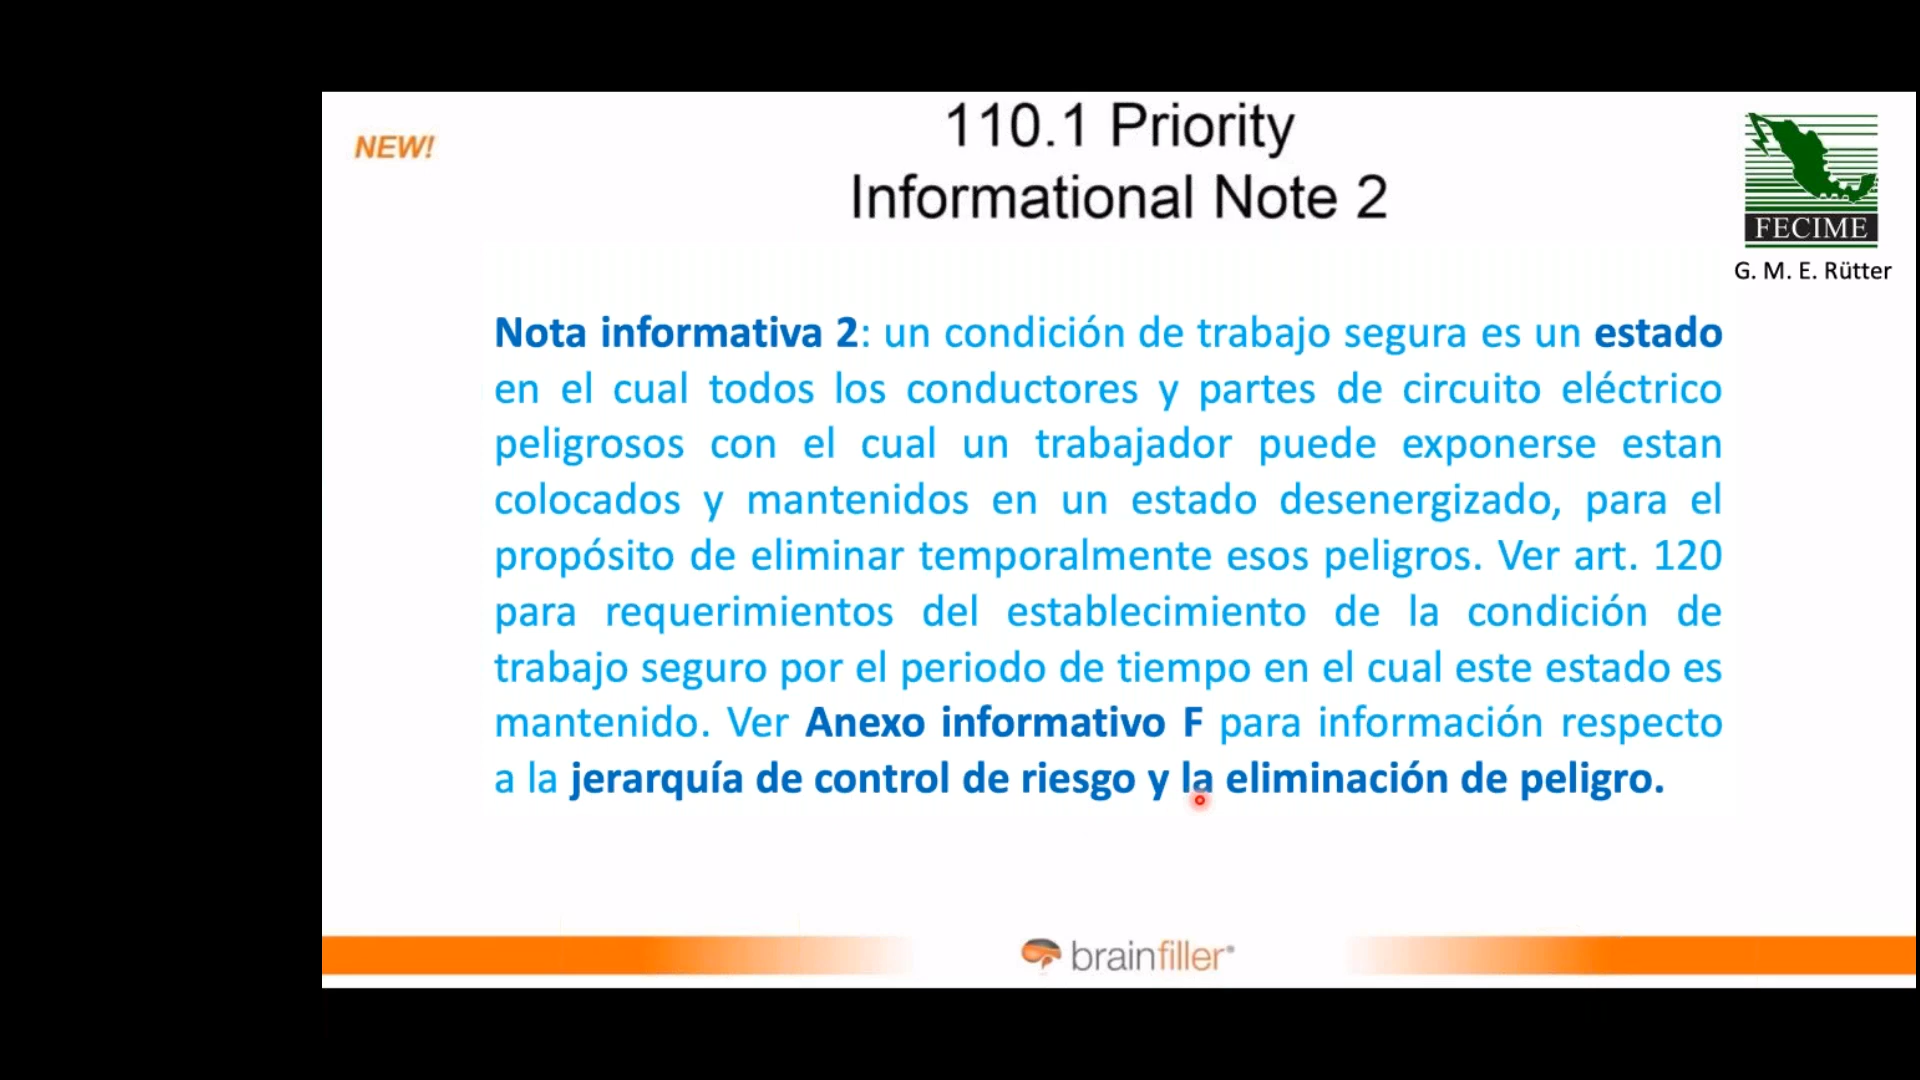 NEW!
110.1 Priority
Informational Note 2
FECIME
G. M. E. Rütter
Nota informativa 2: un condición de trabajo segura es un estado
en el cual todos los conductores y partes de circuito eléctrico
peligrosos con el cual un trabajador puede exponerse estan
colocados y mantenidos en un estado desenergizado, para el
propósito de eliminar temporalmente esos peligros. Ver art. 120
para requerimientos del establecimiento de la condición de
trabajo seguro por el periodo de tiempo en el cual este estado es
mantenido. Ver Anexo informativo F para información respecto
a la jerarquía de control de riesgo y la eliminación de peligro.
brainfiller®